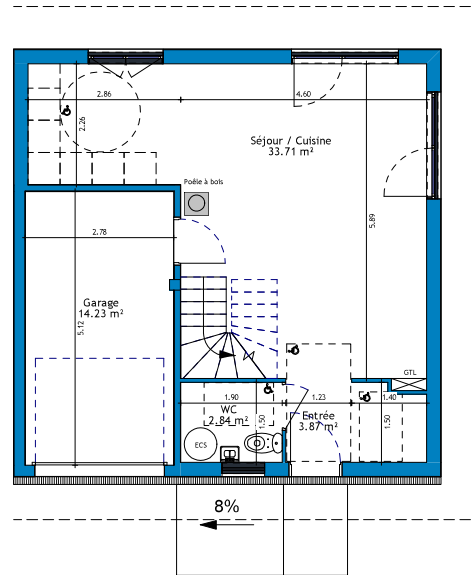 2.86
4.60
2.26
Séjour / Cuisine
33.71 m²
Poêle à bois
5.89
2.78
Garage
14.23 m²
5.12
GTL
1.90
1.23
1.40
WC
2.84 m²
1.50
Entrée
3.87 m²
1.50
ECS
8%